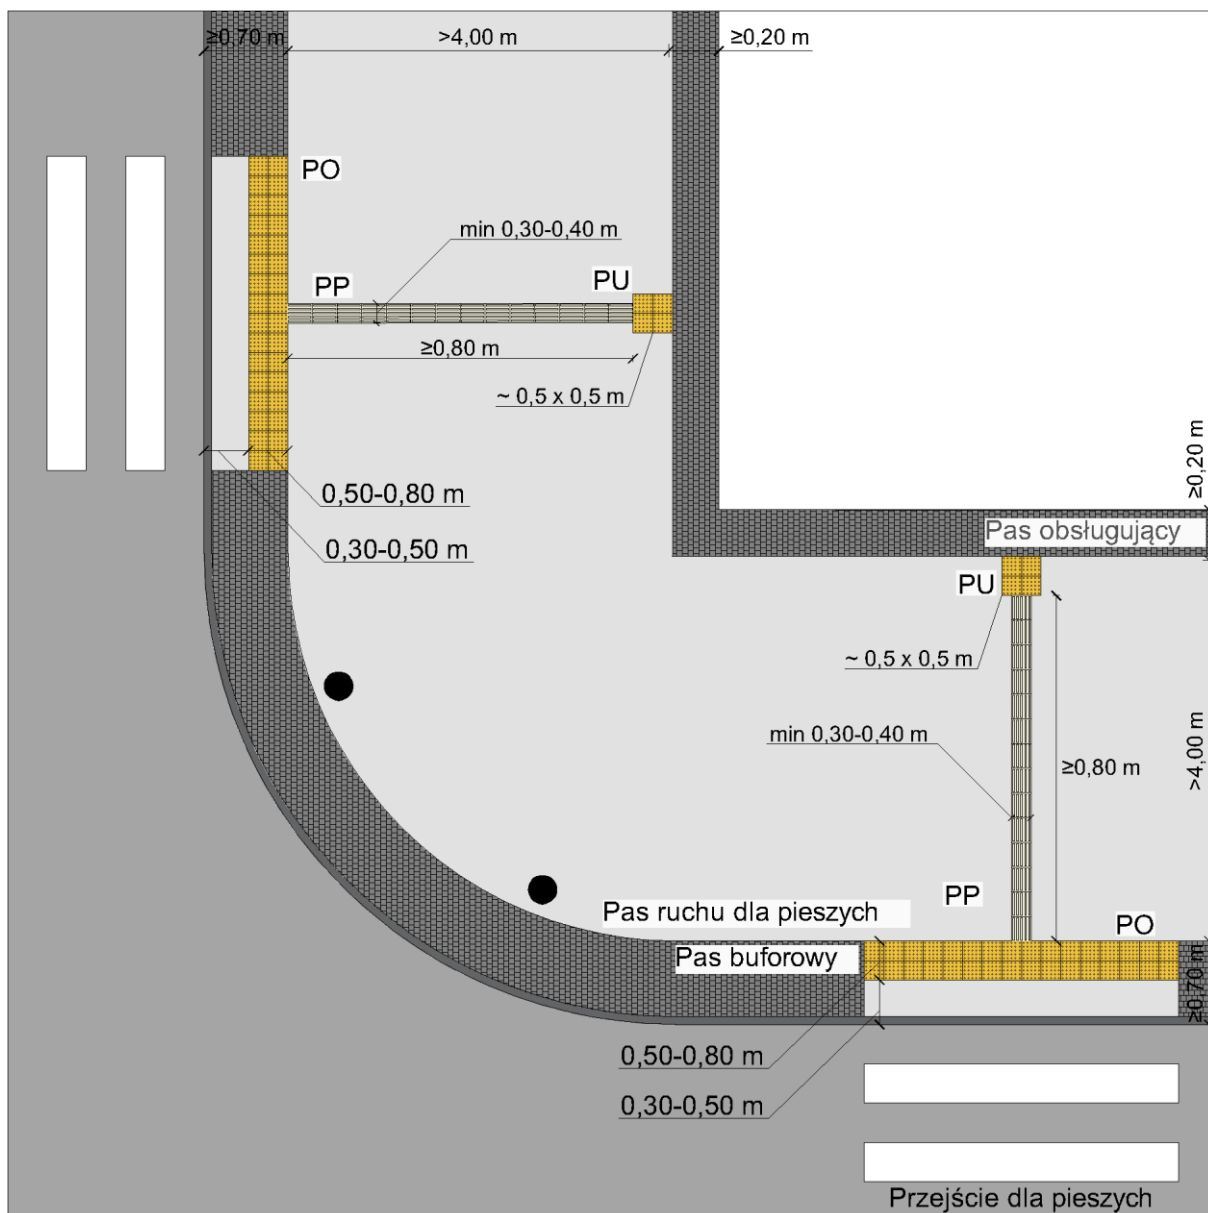 ≥0,70 m
>4,00 m
≥0,20 m
PO
min 0,30-0,40 m
PP
PU
≥0,80 m
~ 0,5 x 0,5 m
≥0,20 m
0,50-0,80 m
0,30-0,50 m
Pas obsługujący
PU
~ 0,5 x 0,5 m
min 0,30-0,40 m
≥0,80 m
>4,00 m
PP
Pas ruchu dla pieszych
PO
Pas buforowy
≥0,70 m
0,50-0,80 m
0,30-0,50 m
Przejście dla pieszych